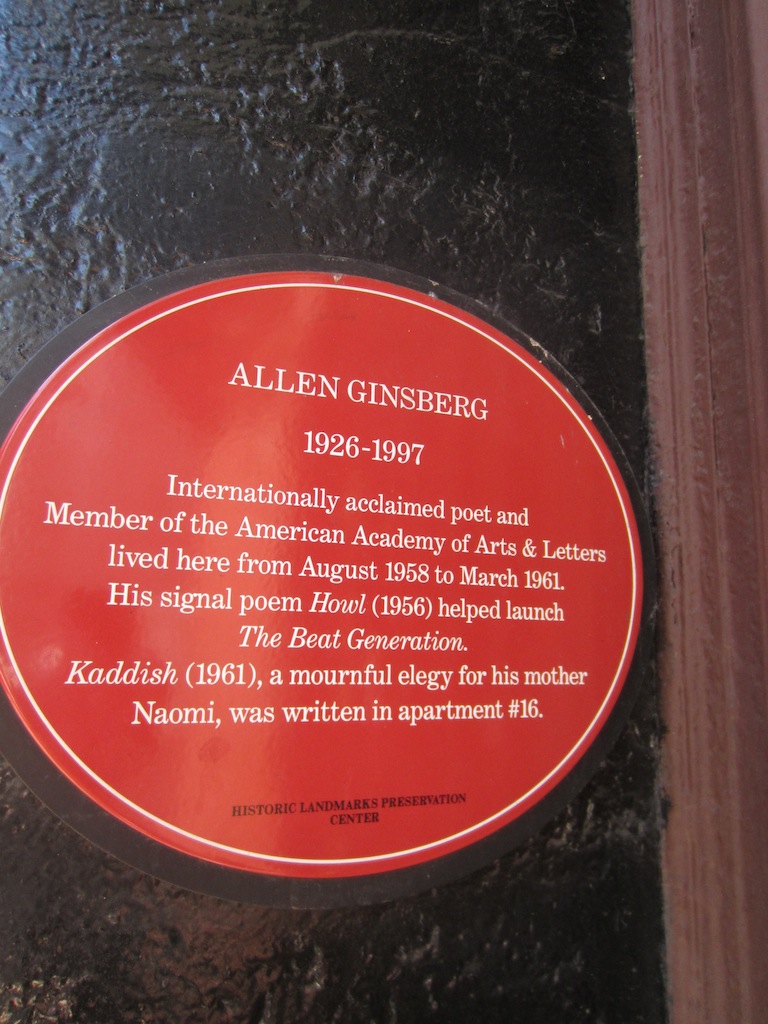 ALLEN GINSBERG
1926-1997
Internationally acclaimed poet and
Member of the American Academy of Arts & Letters
lived here from August 1958 to March 1961.
His signal poem Howl (1956) helped launch
The Beat Generation.
Kaddish (1961), a mournful elegy for his mother
Naomi, was written in apartment #16.
HISTORIC LANDMARKS PRESERVATION
CENTER